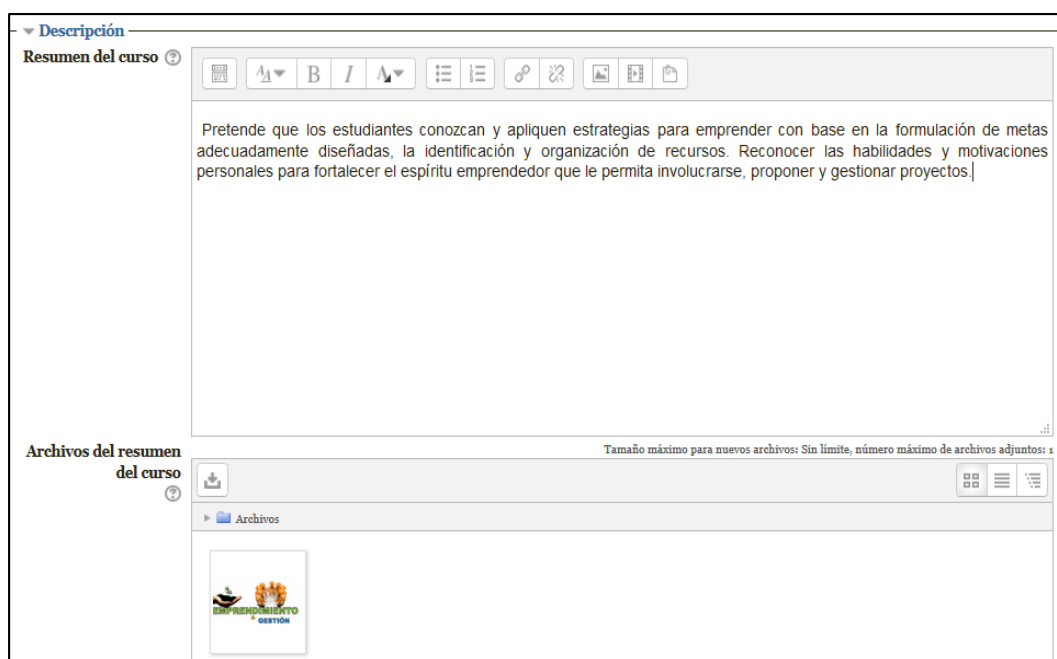 Descripción
Resumen del curso
Pretende que los estudiantes conozcan y apliquen estrategias para emprender con base en la formulación de metas
adecuadamente diseñadas, la identificación y organización de recursos. Reconocer las habilidades y motivaciones
personales para fortalecer el espíritu emprendedor que le permita involucrarse, proponer y gestionar proyectos.
Archivos del resumen
del curso
Tamaño máximo para nuevos archivos: Sin límite, número máximo de archivos adjuntos: 1
Archivos
EMPRENDIMIENTO
GESTIÓN